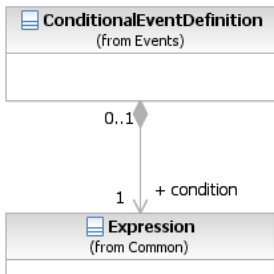 ConditionalEventDefinition
(from Events)
0..1
1
+ condition
Expression
(from Common)